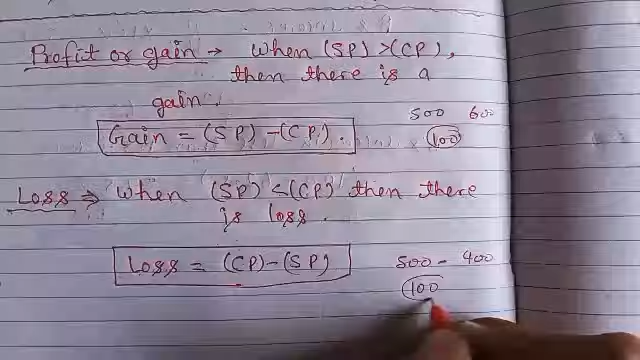 Profit or gain → When (SP) >(CP),
then there is a
gain.
500 600
Gain = (SP) -(CP).
100
Loss ⇒ When (SP) <(CP) then there
is loss.
Loss = (CP)-(SP)
500 - 400
100